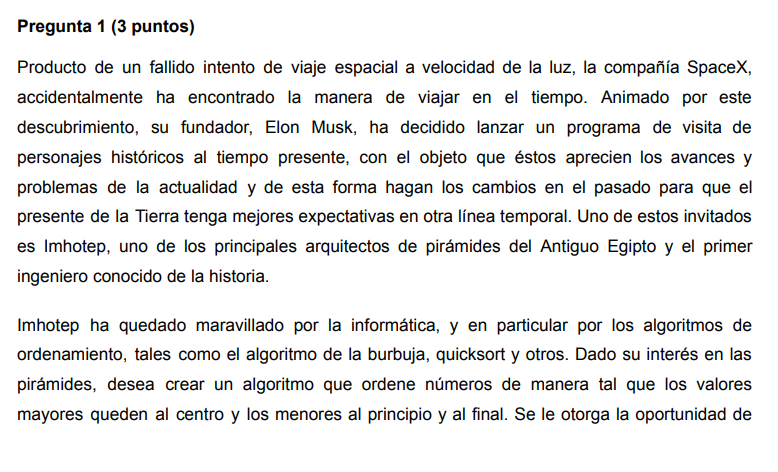 Pregunta 1 (3 puntos)
Producto de un fallido intento de viaje espacial a velocidad de la luz, la compañía SpaceX,
accidentalmente ha encontrado la manera de viajar en el tiempo. Animado por este
descubrimiento, su fundador, Elon Musk, ha decidido lanzar un programa de visita de
personajes históricos al tiempo presente, con el objeto que éstos aprecien los avances y
problemas de la actualidad y de esta forma hagan los cambios en el pasado para que el
presente de la Tierra tenga mejores expectativas en otra línea temporal. Uno de estos invitados
es Imhotep, uno de los principales arquitectos de pirámides del Antiguo Egipto y el primer
ingeniero conocido de la historia.
Imhotep ha quedado maravillado por la informática, y en particular por los algoritmos de
ordenamiento, tales como el algoritmo de la burbuja, quicksort y otros. Dado su interés en las
pirámides, desea crear un algoritmo que ordene números de manera tal que los valores
mayores queden al centro y los menores al principio y al final. Se le otorga la oportunidad de